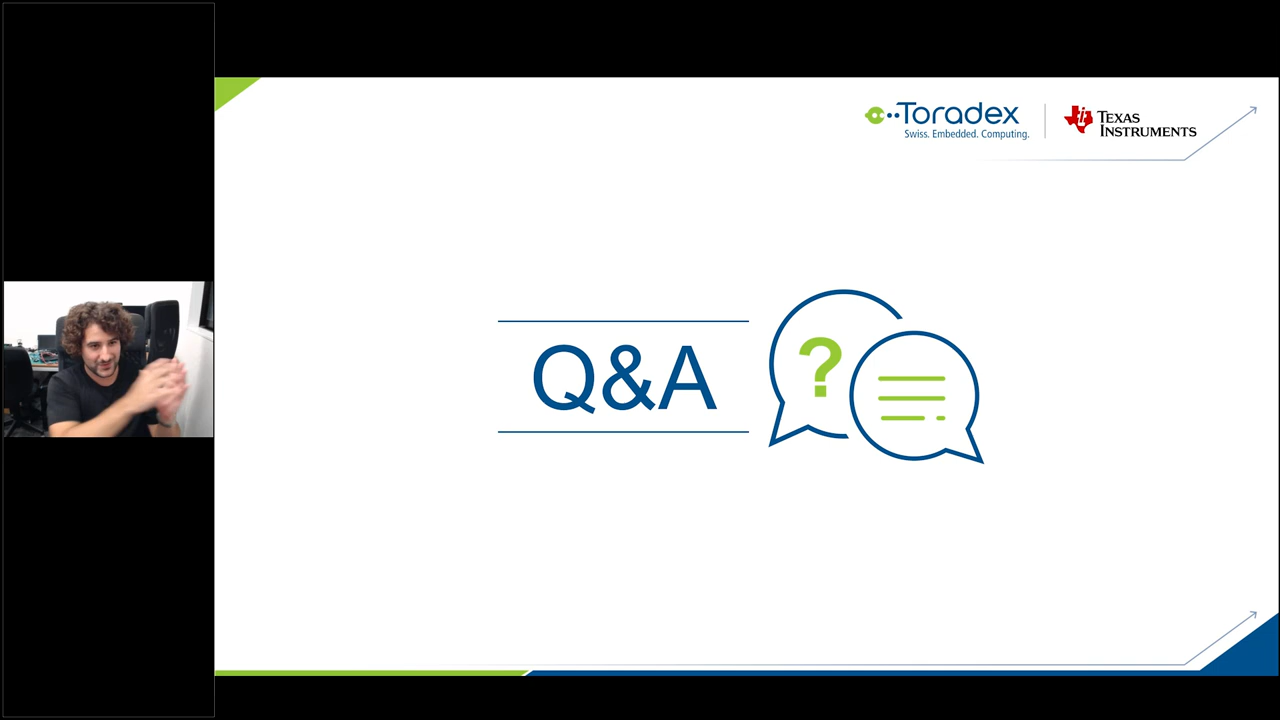 Toradex
Swiss. Embedded. Computing.
TEXAS
INSTRUMENTS
Q&A
?